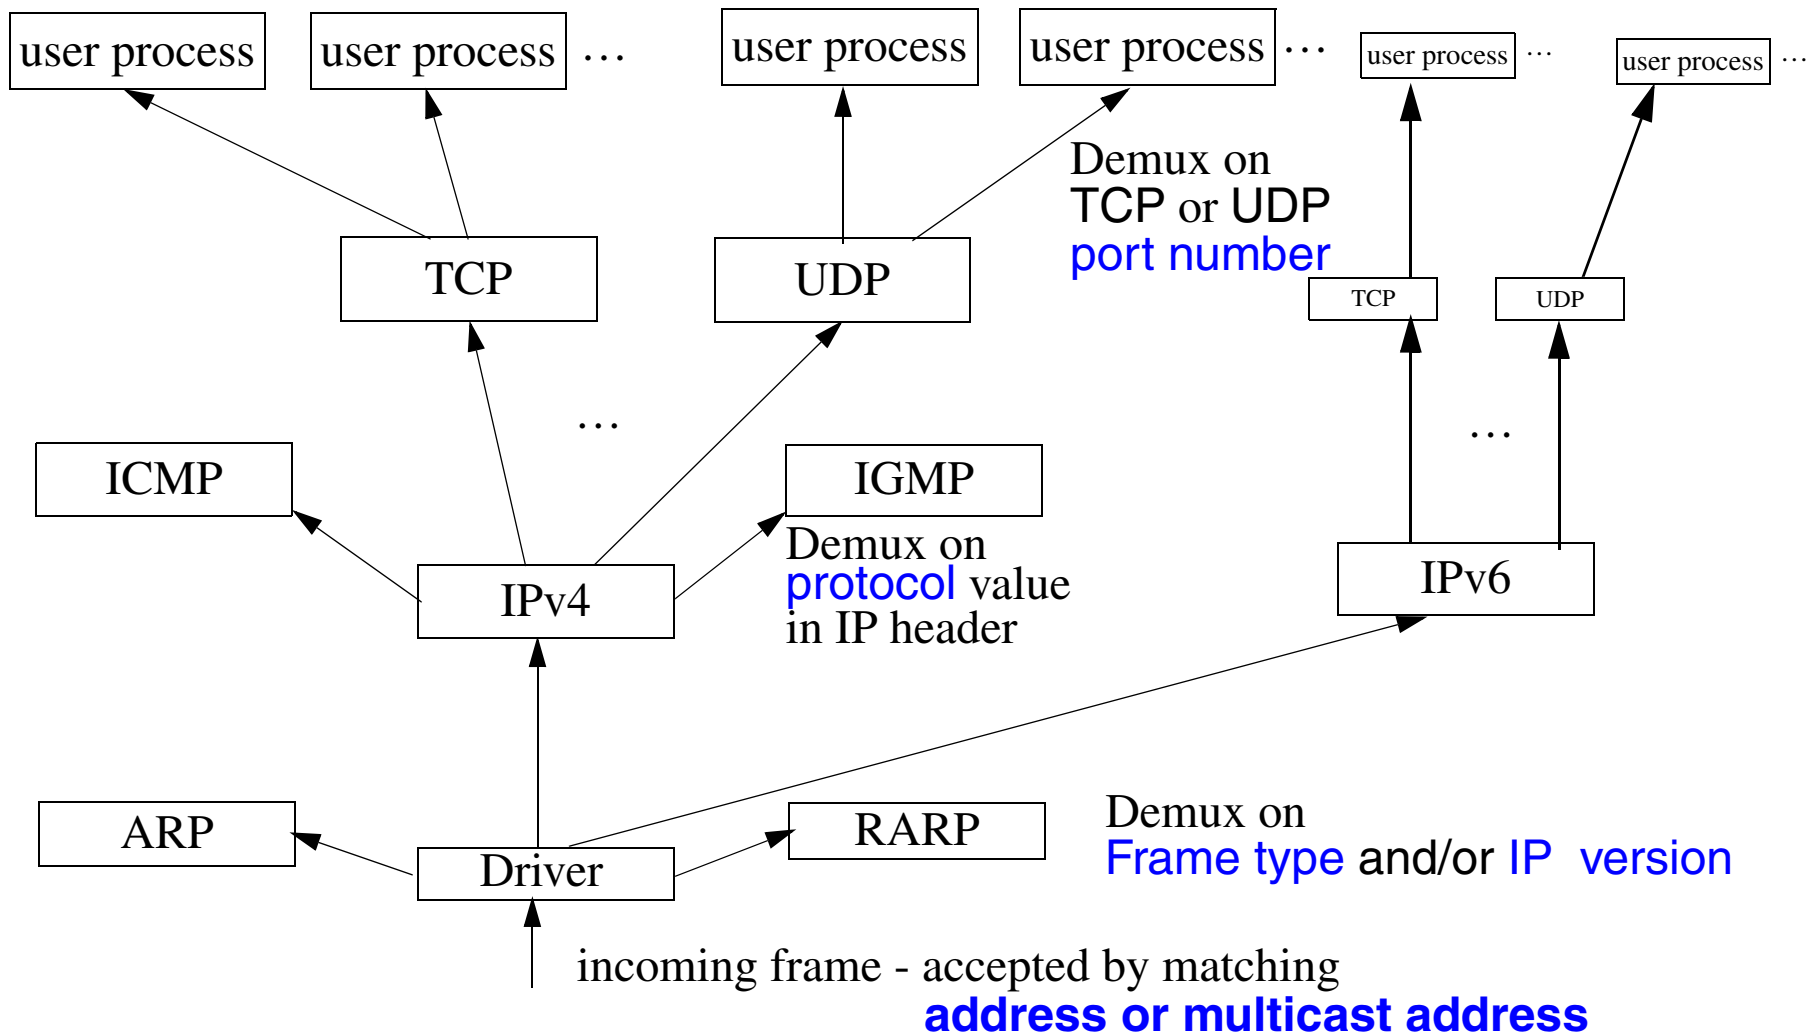 user process
user process
…
user process
user process
…
user process
…
user process
…
Demux on
TCP or UDP
port number
TCP
UDP
TCP
UDP
…
…
ICMP
IGMP
Demux on
protocol value
in IP header
IPv4
IPv6
ARP
RARP
Driver
Demux on
Frame type and/or IP version
incoming frame - accepted by matching
address or multicast address